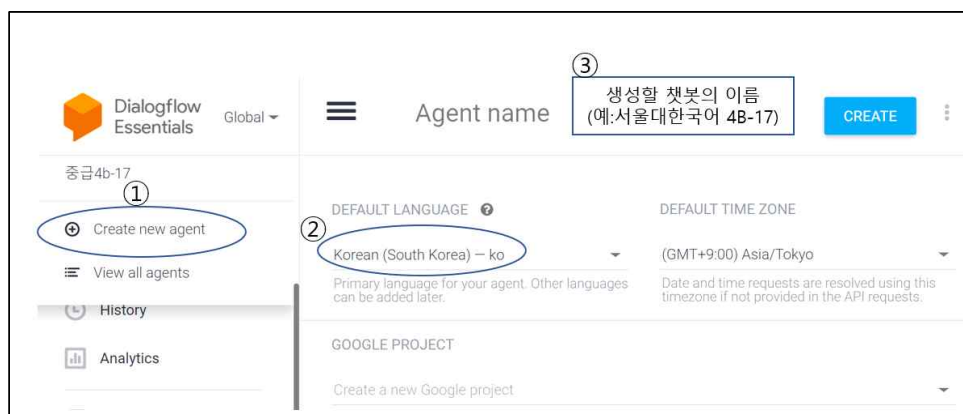 ③
Dialogflow
Essentials
Global
Agent name
생성할 챗봇의 이름
(예:서울대한국어 4B-17)
CREATE
중급4b-17
①
Create new agent
View all agents
History
Analytics
②
DEFAULT LANGUAGE
Korean (South Korea) — ko
Primary language for your agent. Other languages
can be added later.
DEFAULT TIME ZONE
(GMT+9:00) Asia/Tokyo
Date and time requests are resolved using this
timezone if not provided in the API requests.
GOOGLE PROJECT
Create a new Google project